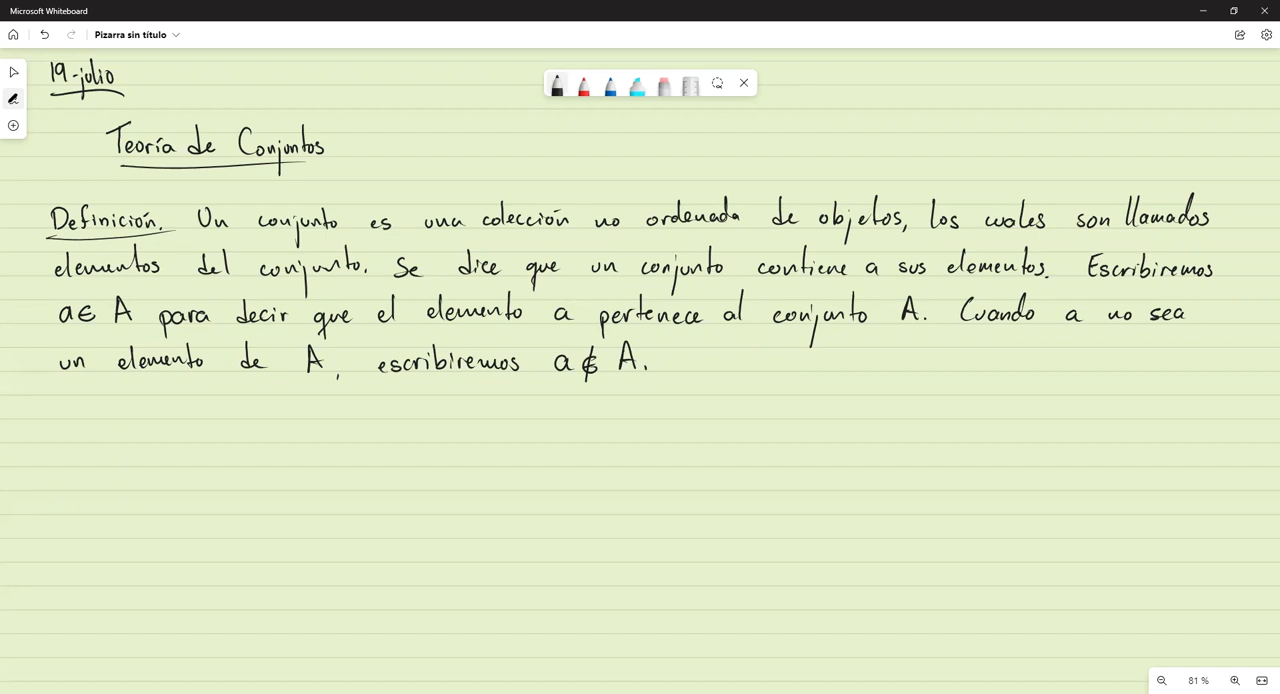 Microsoft Whiteboard
Pizarra sin título
19-julio
Teoría de Conjuntos
Definición. Un conjunto es una colección no ordenada de objetos, los cuales son llamados
elementos del conjunto. Se dice que un conjunto contiene a sus elementos. Escribiremos
a∈ A para decir que el elemento a pertenece al conjunto A. Cuando a no sea
un elemento de A, escribiremos a ∉ A.
81 %